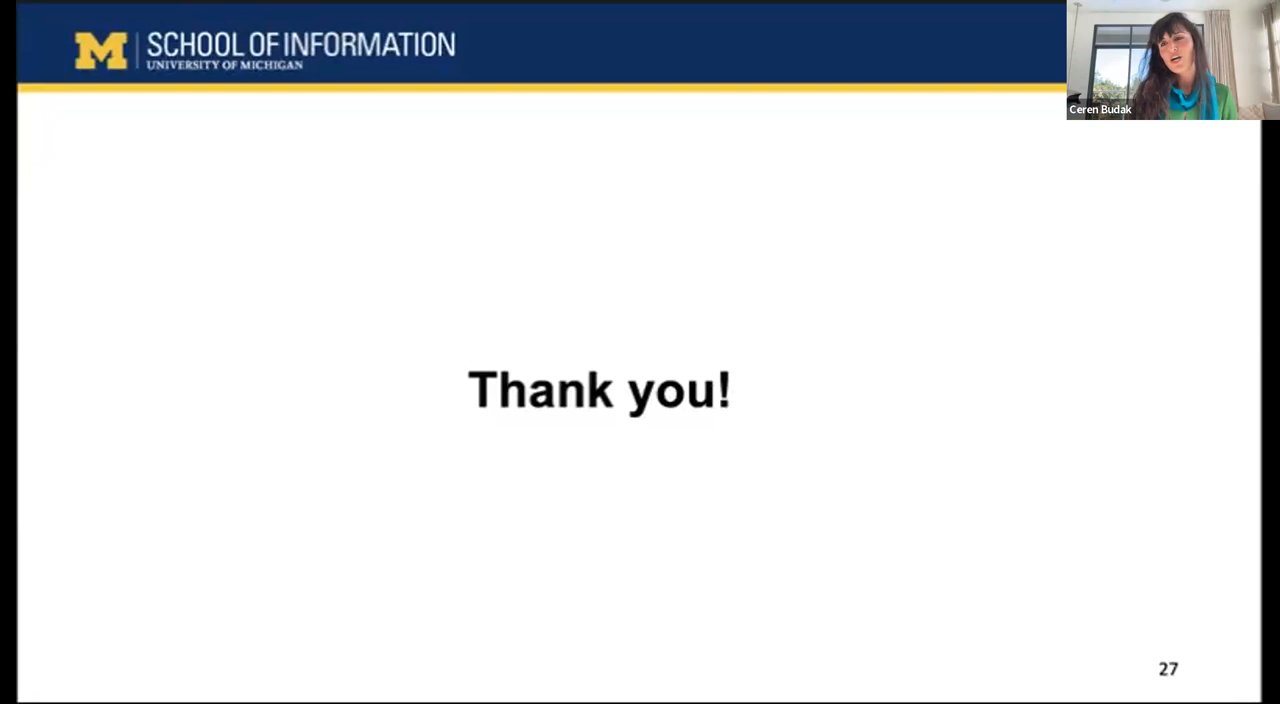 M
SCHOOL OF INFORMATION
UNIVERSITY OF MICHIGAN
Ceren Budak
Thank you!
27